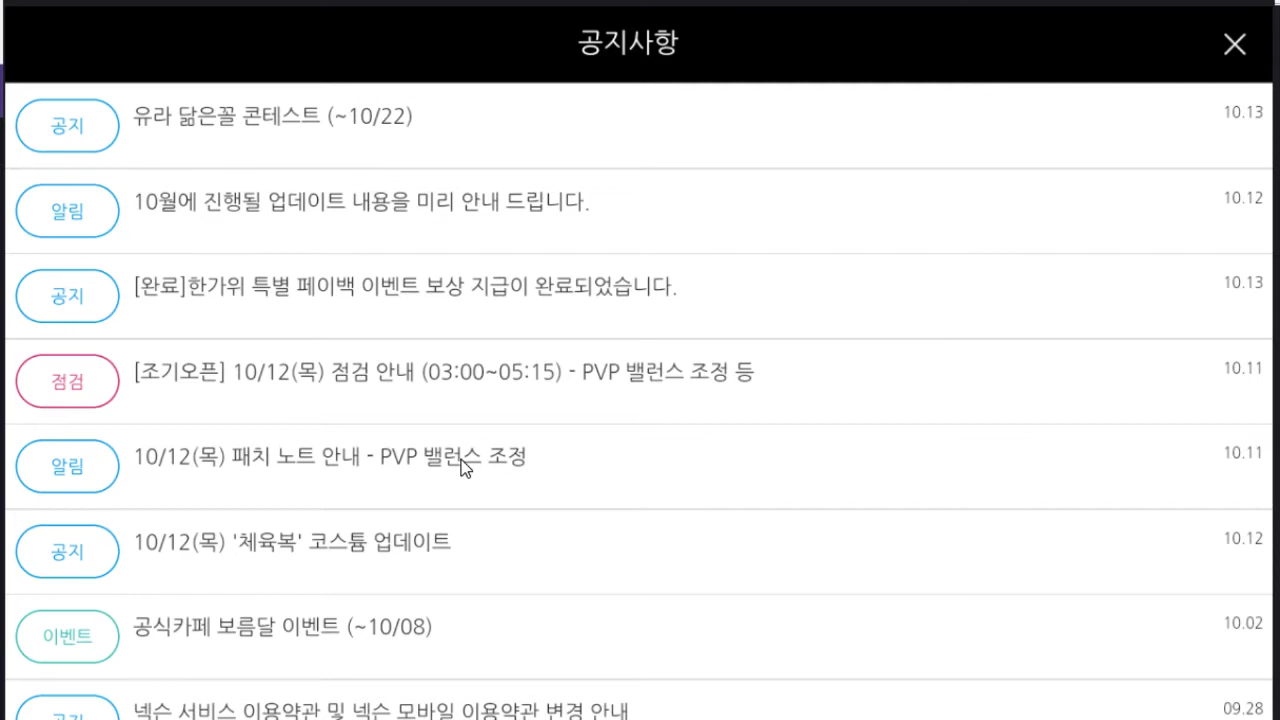 공지사항
공지 유라 닮은꼴 콘테스트 (~10/22) 10.13
알림 10월에 진행될 업데이트 내용을 미리 안내 드립니다. 10.12
공지 [완료]한가위 특별 페이백 이벤트 보상 지급이 완료되었습니다. 10.13
점검 [조기오픈] 10/12(목) 점검 안내 (03:00~05:15) - PVP 밸런스 조정 등 10.11
알림 10/12(목) 패치 노트 안내 - PVP 밸런스 조정 10.11
공지 10/12(목) '체육복' 코스튬 업데이트 10.12
이벤트 공식카페 보름달 이벤트 (~10/08) 10.02
공지 넥슨 서비스 이용약관 및 넥슨 모바일 이용약관 변경 안내 09.28